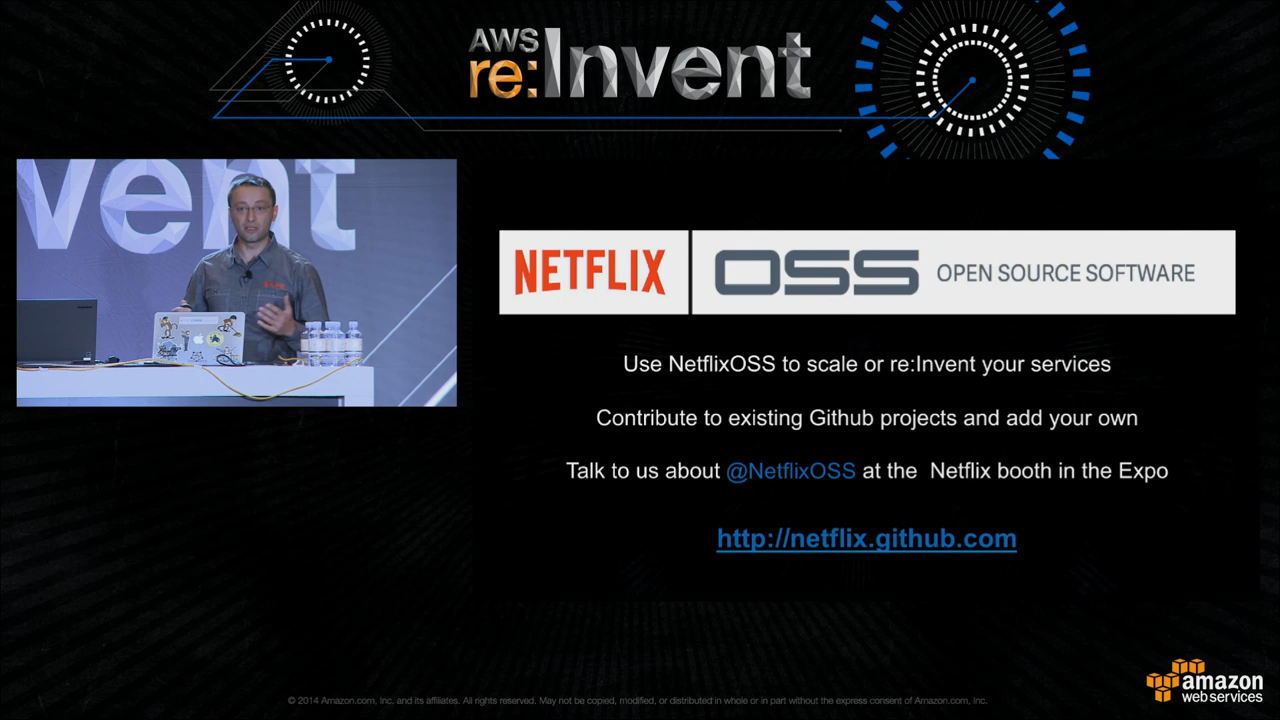 AWS
re:Invent
vent
NETFLIX
OSS OPEN SOURCE SOFTWARE
Use NetflixOSS to scale or re:Invent your services
Contribute to existing Github projects and add your own
Talk to us about @NetflixOSS at the Netflix booth in the Expo
http://netflix.github.com
© 2014 Amazon.com, Inc. and its affiliates. All rights reserved. May not be copied, modified, or distributed in whole or in part without the express consent of Amazon.com, Inc.
amazon
web services